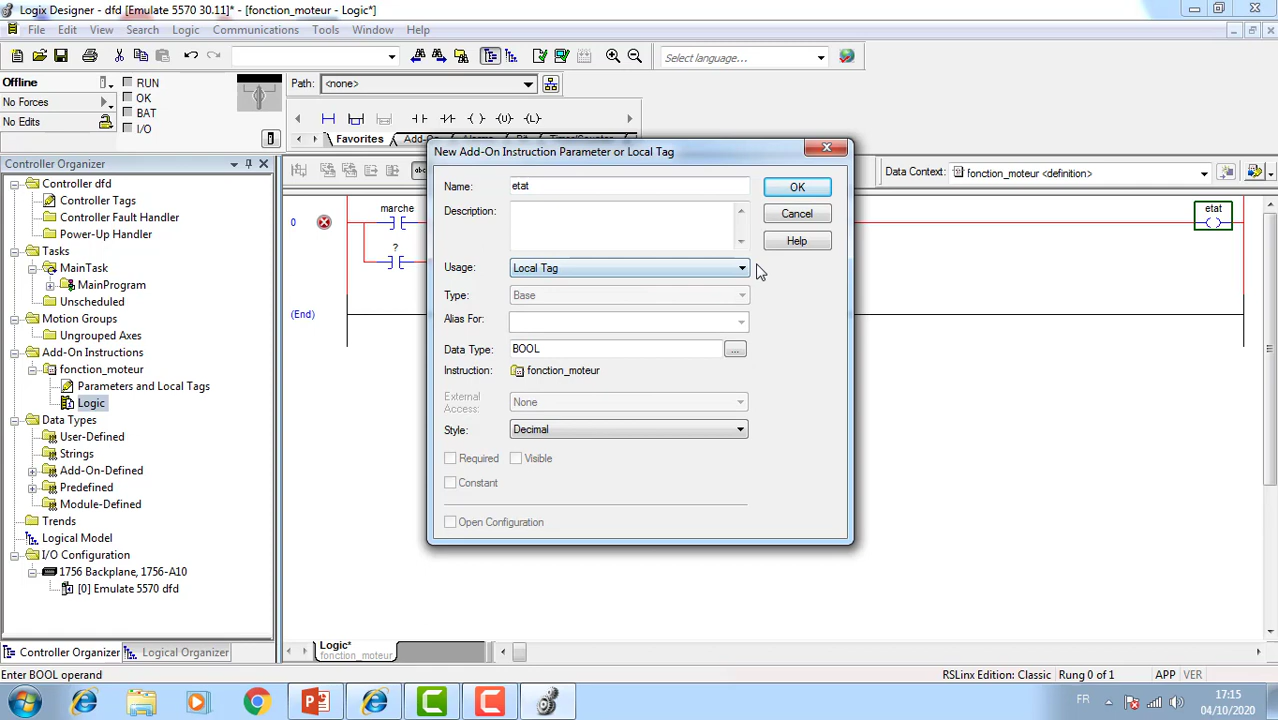 Logix Designer - dfd [Emulate 5570 30.11]* - [fonction_moteur - Logic*]
File Edit View Search Logic Communications Tools Window Help
Select language...
Offline
RUN
Path: <none>
No Forces
OK
No Edits
BAT
I/O
Favorites
Controller Organizer
New Add-On Instruction Parameter or Local Tag
Data Context: fonction_moteur <definition>
Name: etat
OK
Description:
Cancel
Help
Usage: Local Tag
Type: Base
Alias For:
Data Type: BOOL ...
Instruction: fonction_moteur
External Access: None
Style: Decimal
Required Visible
Constant
Open Configuration
marche
etat
0
?
(End)
Controller dfd
Controller Tags
Controller Fault Handler
Power-Up Handler
Tasks
MainTask
MainProgram
Unscheduled
Motion Groups
Ungrouped Axes
Add-On Instructions
fonction_moteur
Parameters and Local Tags
Logic
Data Types
User-Defined
Strings
Add-On-Defined
Predefined
Module-Defined
Trends
Logical Model
I/O Configuration
1756 Backplane, 1756-A10
[0] Emulate 5570 dfd
Controller Organizer Logical Organizer
Logic*
fonction_moteur
Enter BOOL operand
RSLinx Edition: Classic Rung 0 of 1 APP VER
FR
17:15
04/10/2020